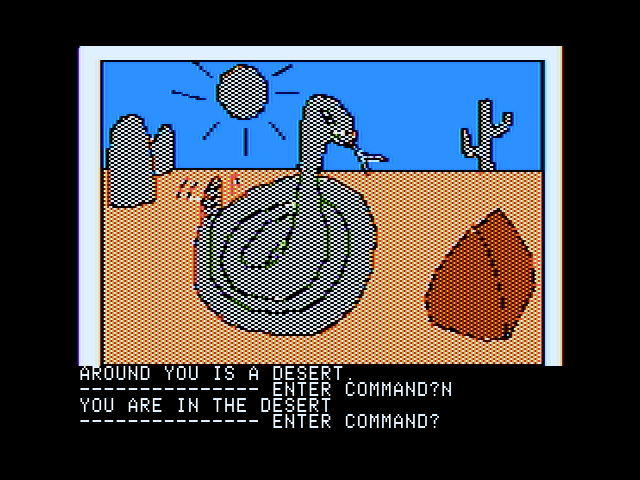 AROUND YOU IS A DESERT.
--------------- ENTER COMMAND?N
YOU ARE IN THE DESERT
--------------- ENTER COMMAND?